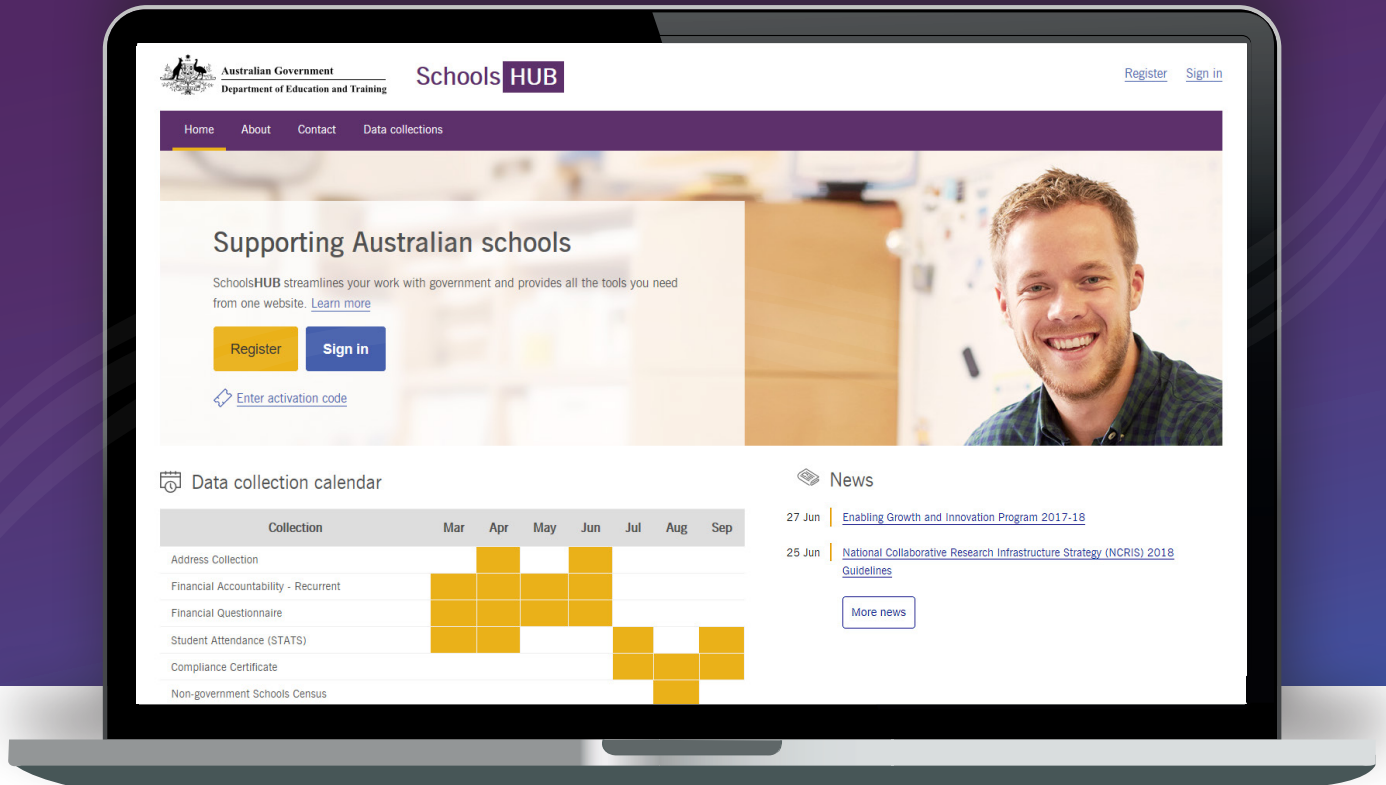 Australian Government
Department of Education and Training
Schools HUB
Register Sign in
Home About Contact Data collections
Supporting Australian schools
SchoolsHUB streamlines your work with government and provides all the tools you need
from one website. Learn more
Register Sign in
Enter activation code
Data collection calendar
Collection Mar Apr May Jun Jul Aug Sep
Address Collection
Financial Accountability - Recurrent
Financial Questionnaire
Student Attendance (STATS)
Compliance Certificate
Non-government Schools Census
News
27 Jun Enabling Growth and Innovation Program 2017-18
25 Jun National Collaborative Research Infrastructure Strategy (NCRIS) 2018
Guidelines
More news